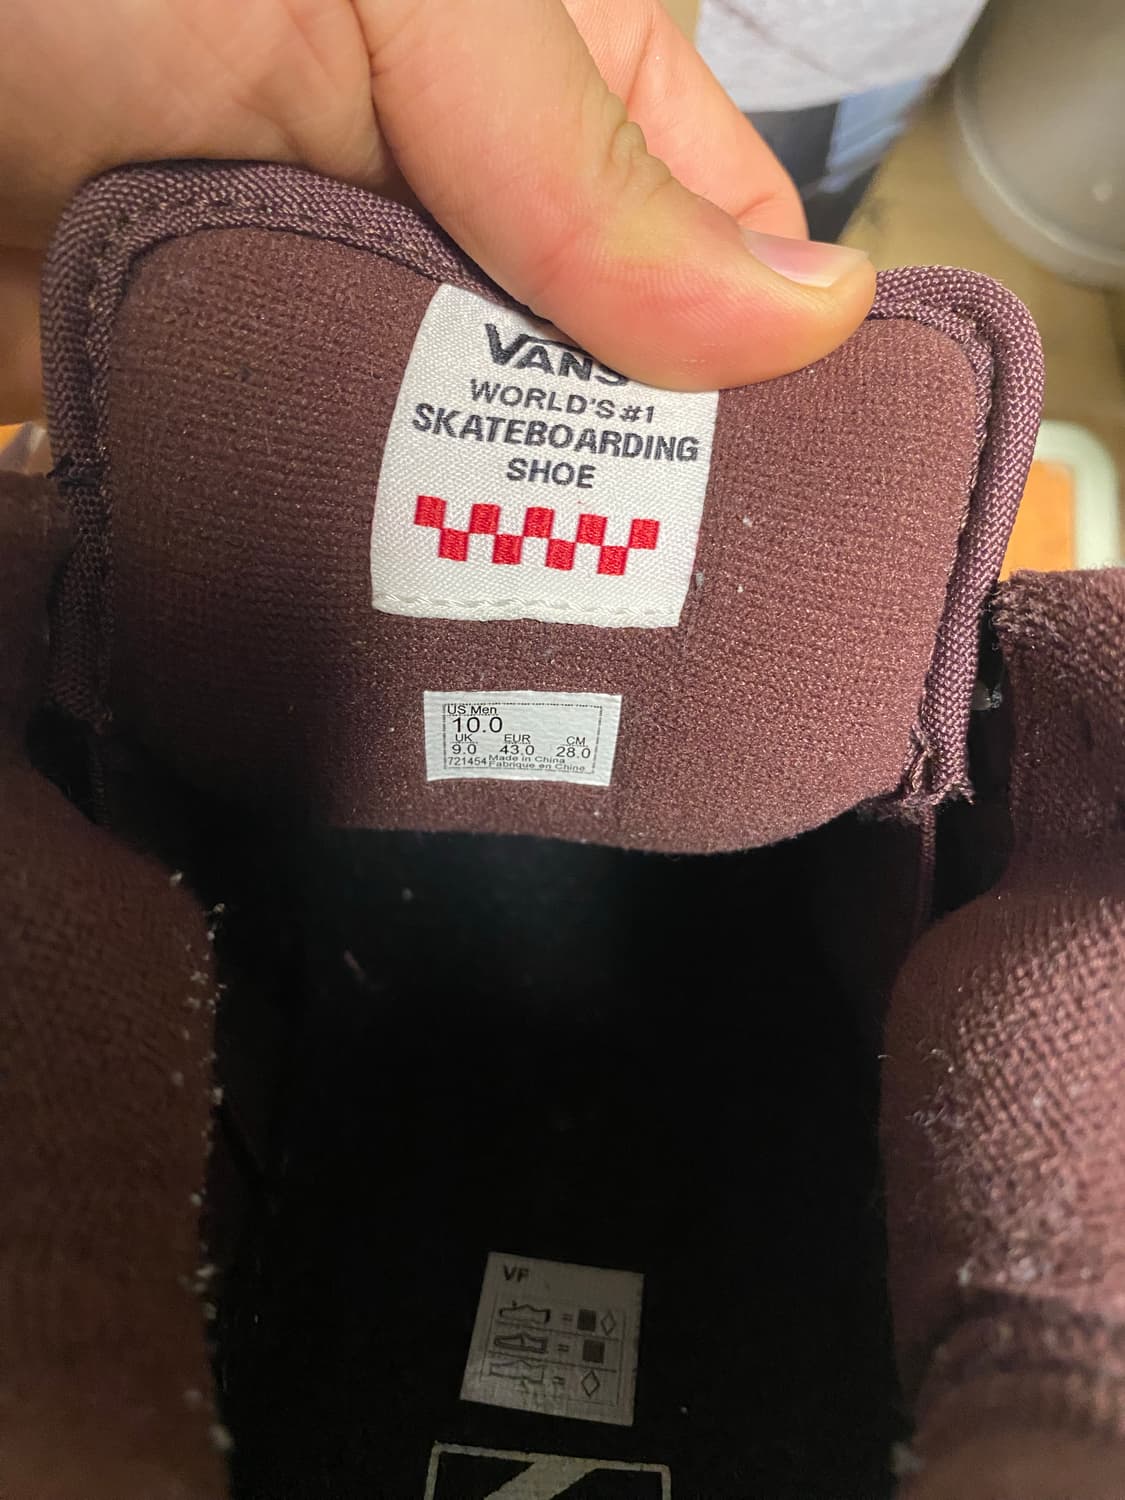 VANS
WORLD'S #1
SKATEBOARDING
SHOE
US Men
10.0
UK EUR CM
9.0 43.0 28.0
721454 Made in China
Fabriqué en Chine
VF